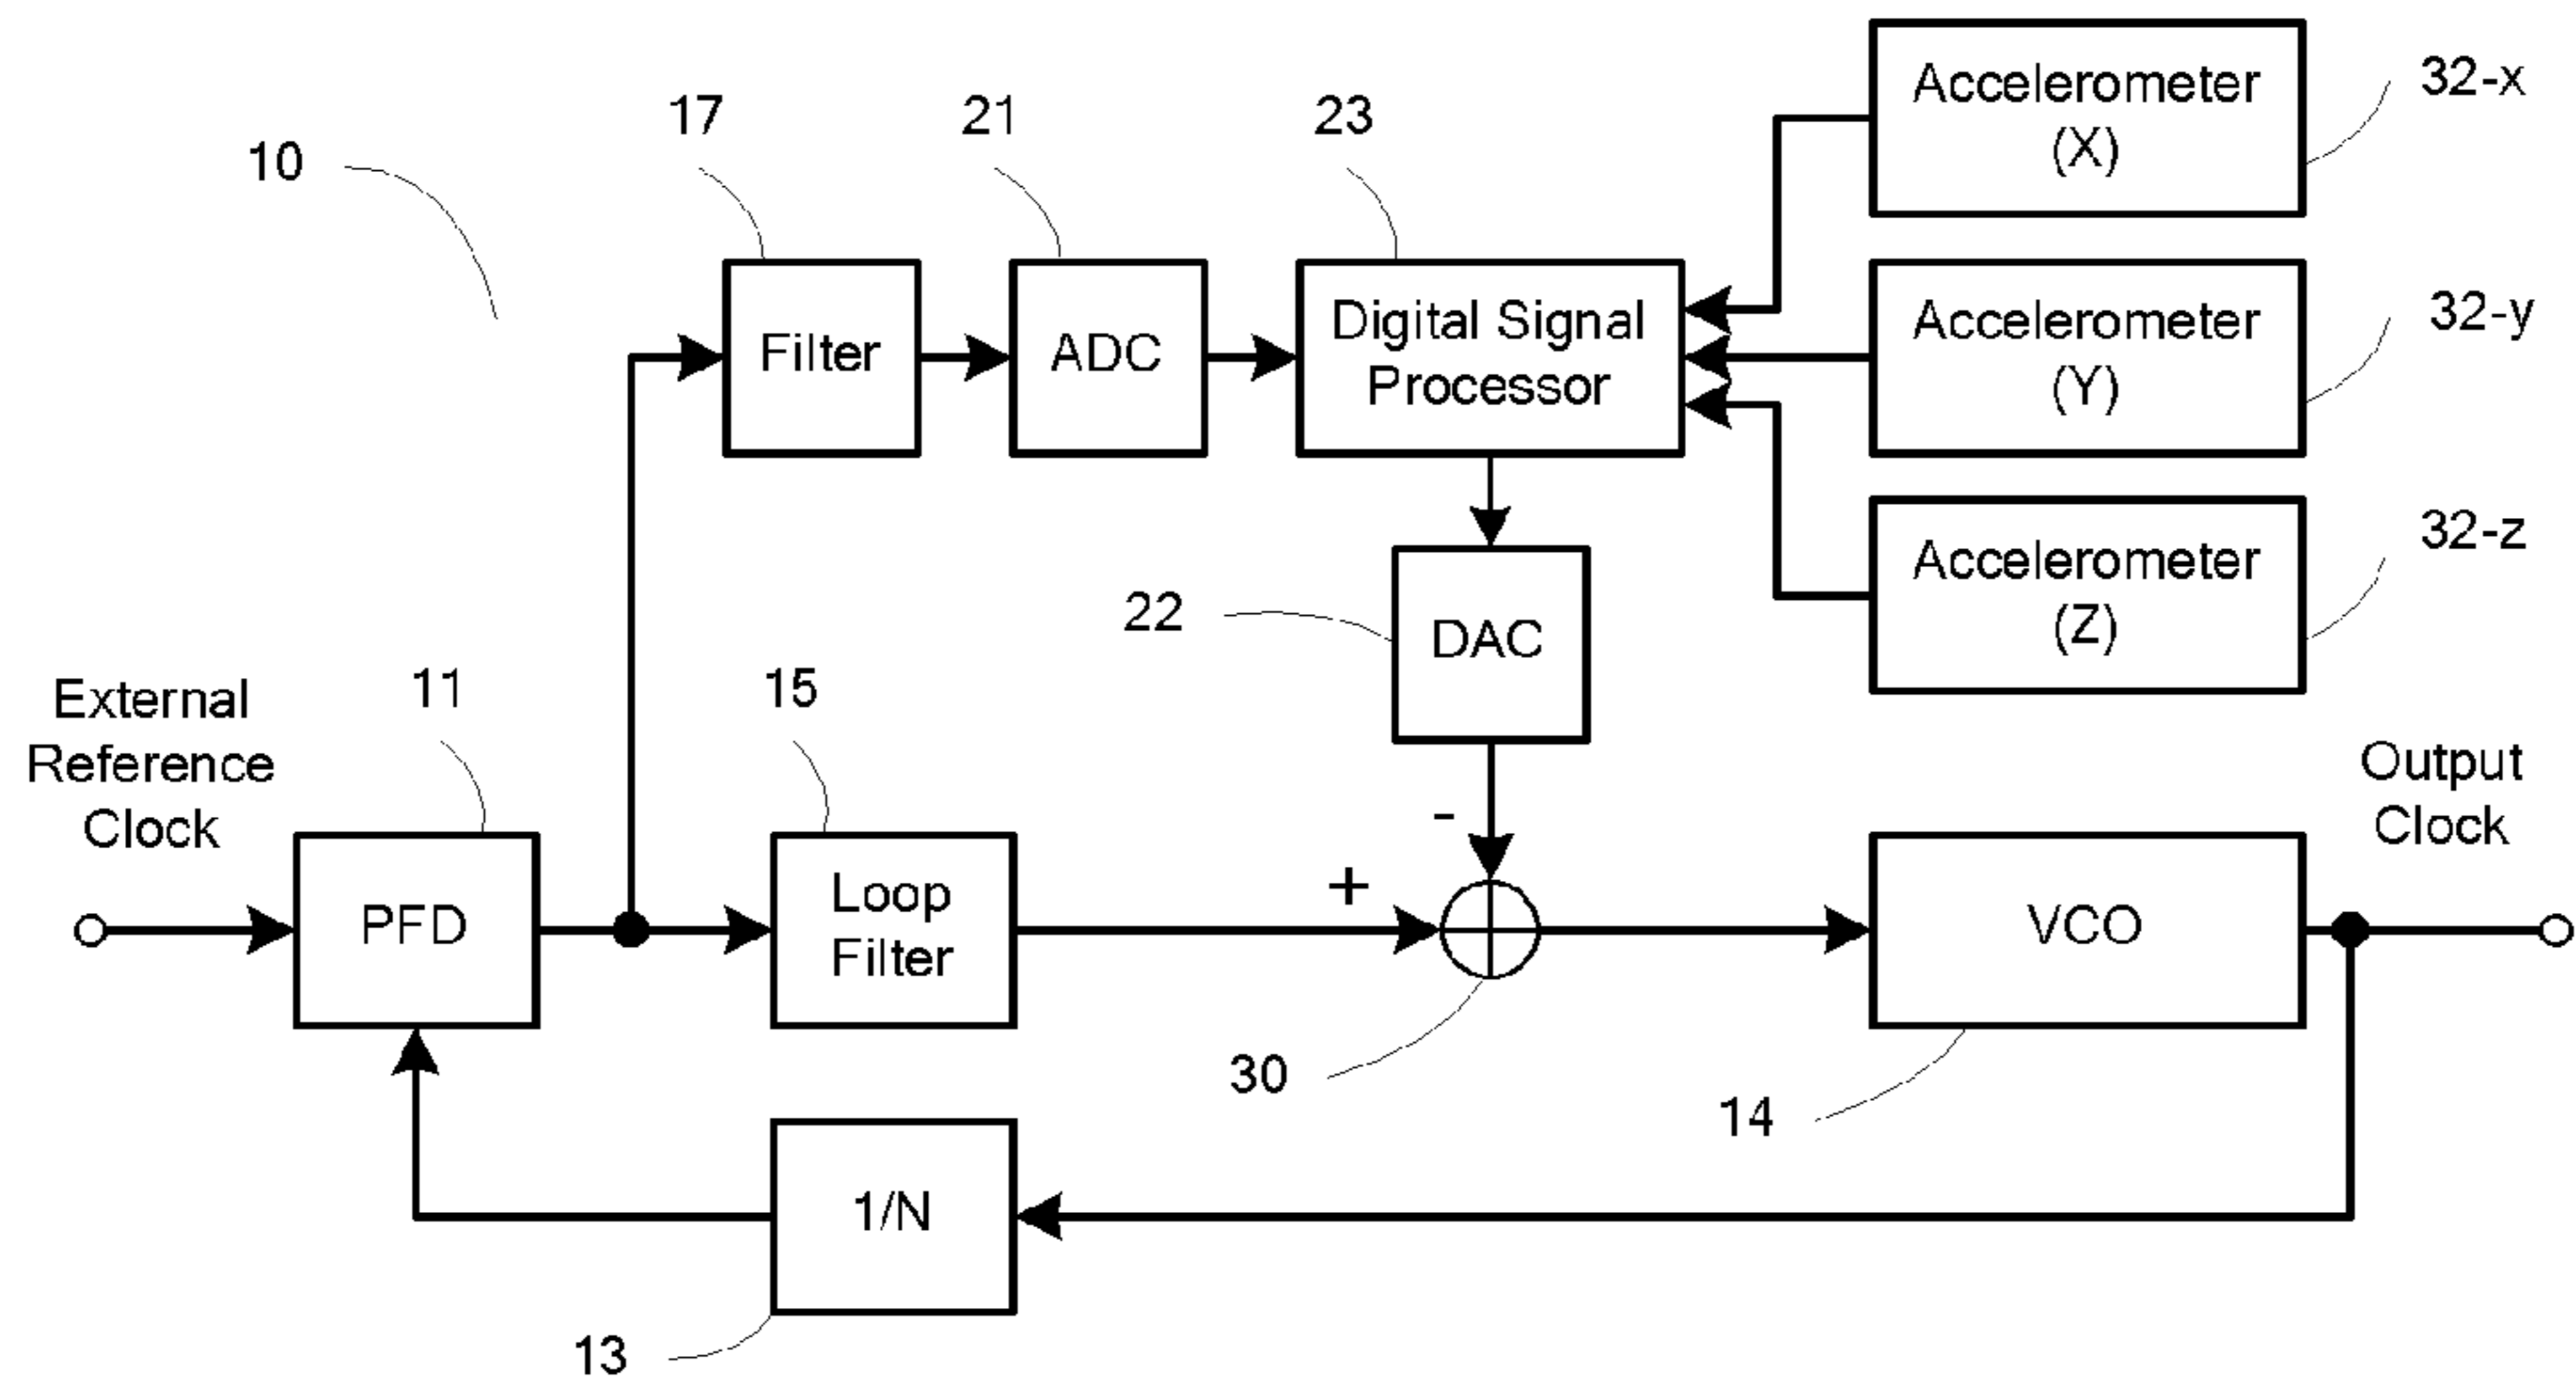 Accelerometer
(X)
32-x
17
21
23
10
Filter
ADC
Digital Signal
Processor
Accelerometer
(Y)
32-y
Accelerometer
(Z)
32-z
22
DAC
External
Reference
Clock
11
15
-
+
PFD
Loop
Filter
VCO
Output
Clock
30
14
1/N
13